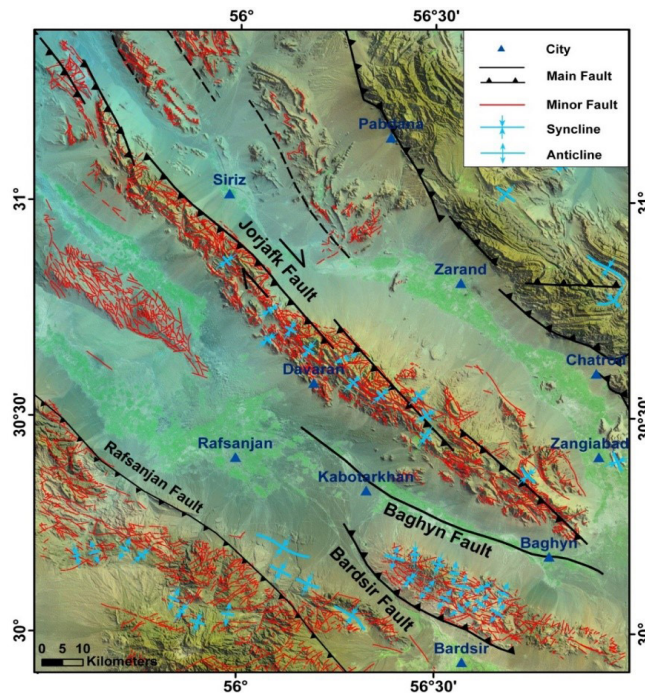 56°
56°30'
City
Main Fault
Minor Fault
Syncline
Anticline
Pabdana
Siriz
31°
31°
Jorjafk Fault
Zarand
Davaran
Chatrod
30°30'
30°30'
Rafsanjan
Zangiabad
Rafsanjan Fault
Kabotarkhan
Baghyn Fault
Baghyn
Bardsir Fault
30°
30°
Bardsir
0 5 10
Kilometers
56°
56°30'